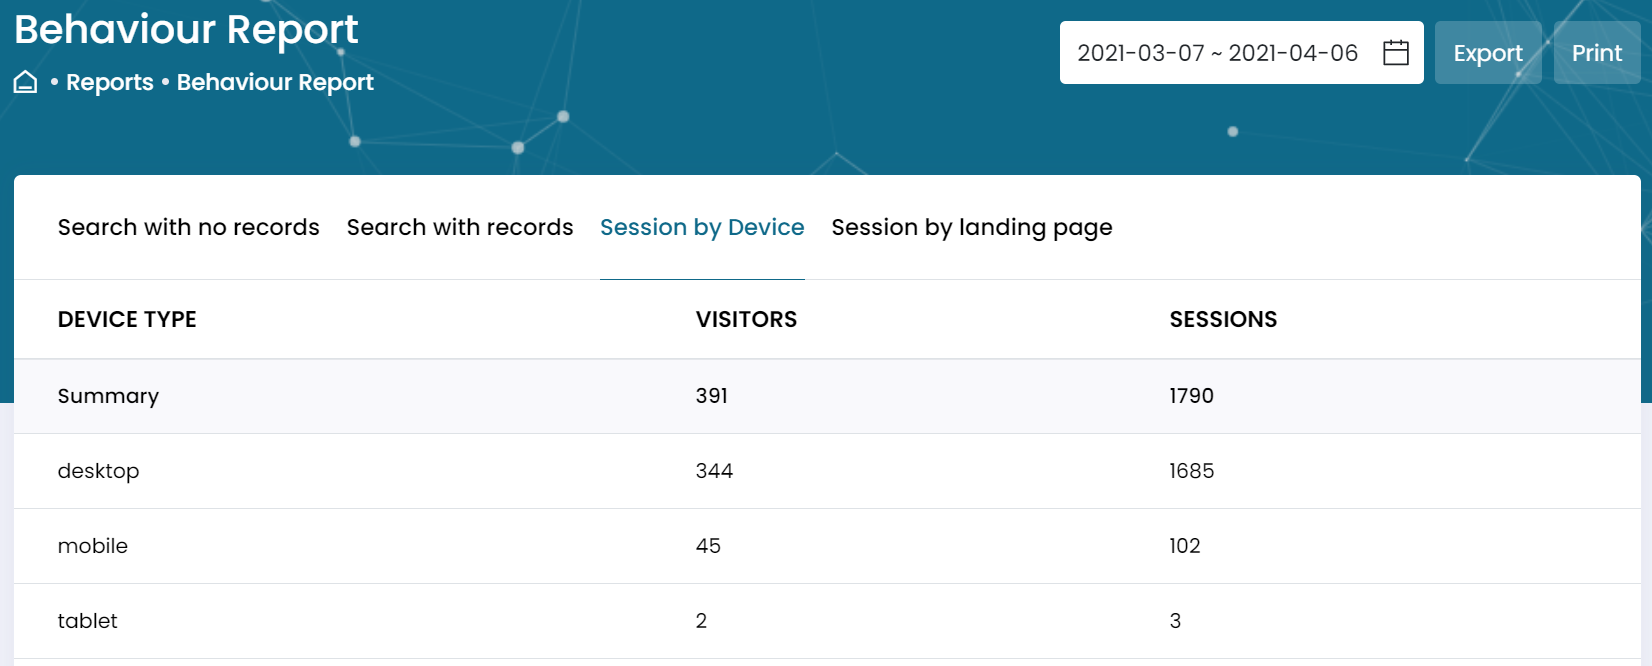 Behaviour Report
• Reports • Behaviour Report
2021-03-07 ~ 2021-04-06
Export
Print
Search with no records Search with records Session by Device Session by landing page
DEVICE TYPE VISITORS SESSIONS
Summary 391 1790
desktop 344 1685
mobile 45 102
tablet 2 3